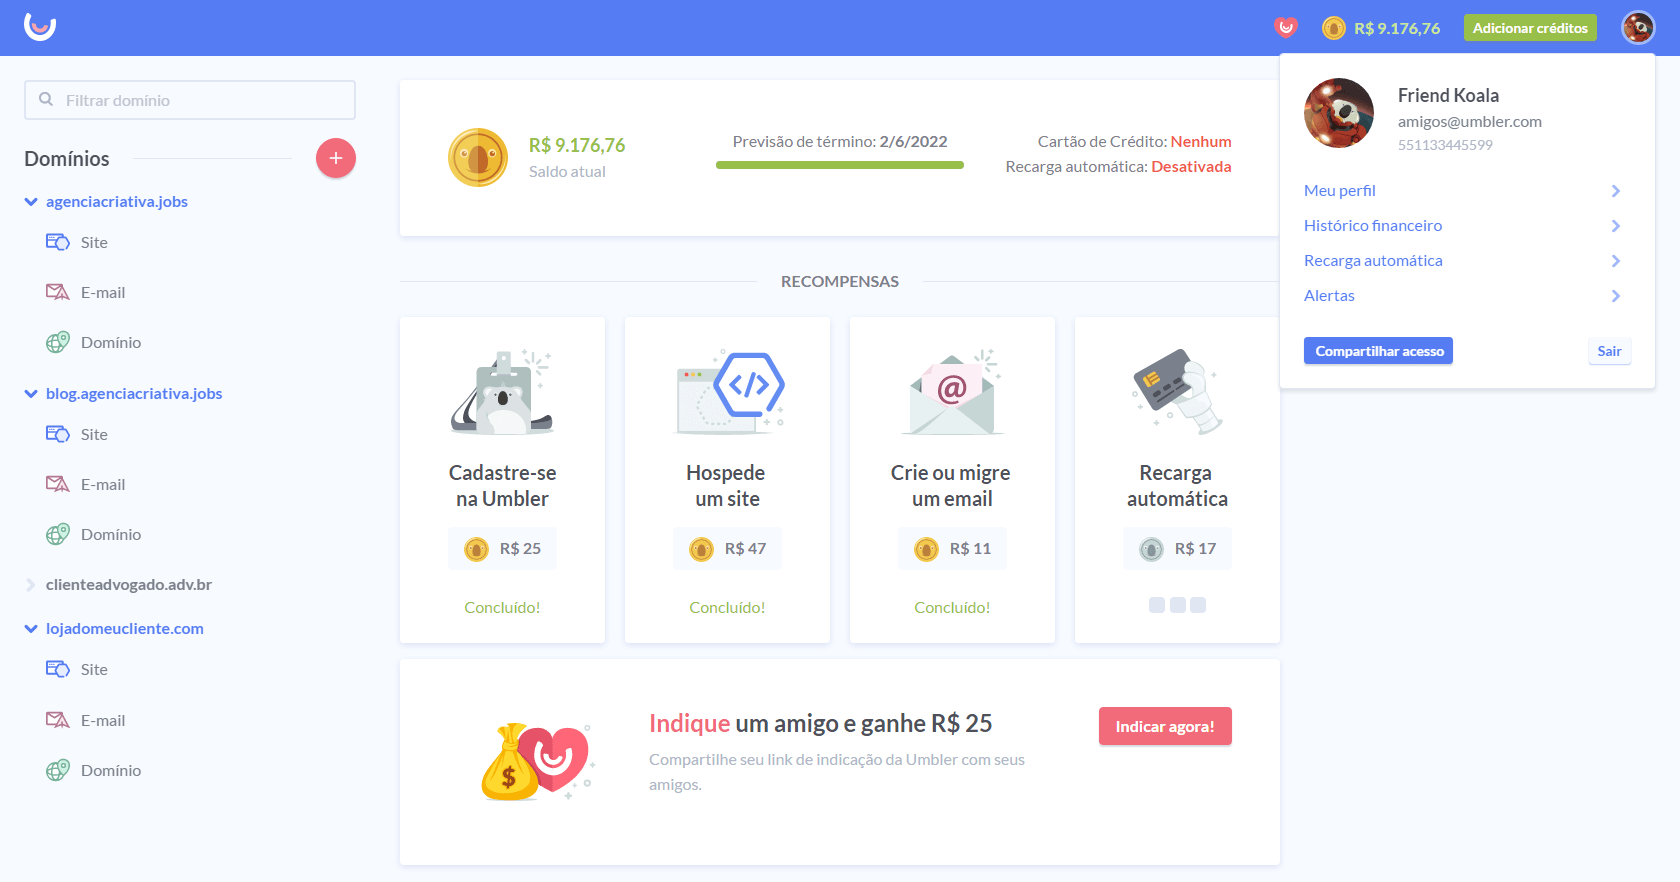 R$ 9.176,76
Adicionar créditos
Filtrar domínio
Domínios
agenciacriativa.jobs
Site
E-mail
Domínio
blog.agenciacriativa.jobs
Site
E-mail
Domínio
clienteadvogado.adv.br
lojadomeucliente.com
Site
E-mail
Domínio
R$ 9.176,76
Saldo atual
Previsão de término: 2/6/2022
Cartão de Crédito: Nenhum
Recarga automática: Desativada
RECOMPENSAS
Cadastre-se
na Umbler
R$ 25
Concluído!
</>
Hospede
um site
R$ 47
Concluído!
@
Crie ou migre
um email
R$ 11
Concluído!
Recarga
automática
R$ 17
$
Indique um amigo e ganhe R$ 25
Compartilhe seu link de indicação da Umbler com seus
amigos.
Indicar agora!
Friend Koala
amigos@umbler.com
551133445599
Meu perfil
Histórico financeiro
Recarga automática
Alertas
Compartilhar acesso
Sair